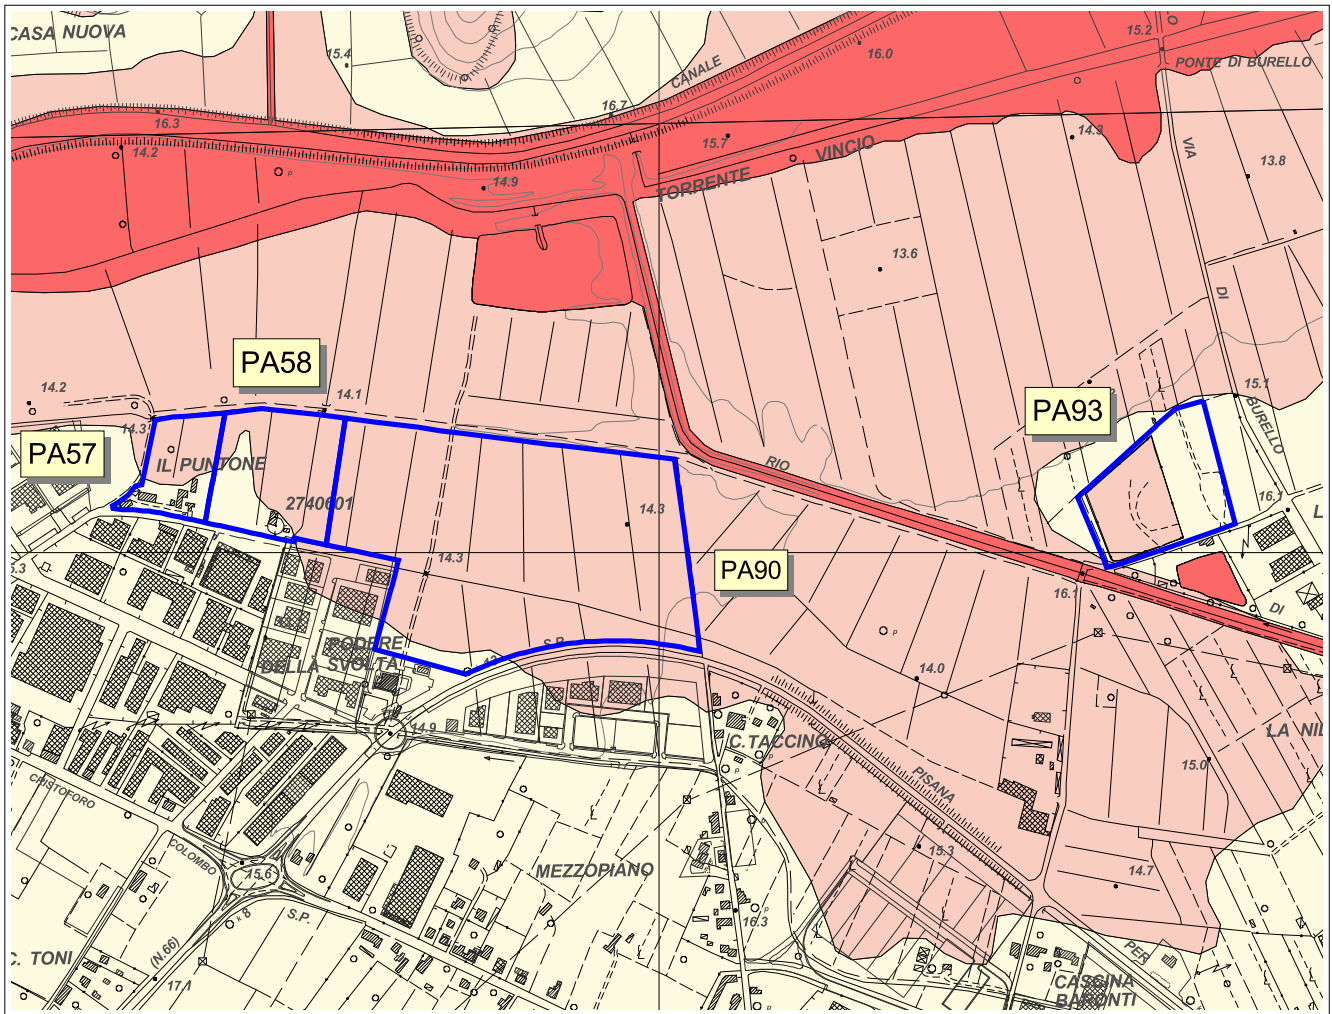 CASA NUOVA
15.4
CANALE
16.0
15.2
PONTE DI BURELLO
16.7
16.3
15.7
14.3
VIA
14.2
VINCIO
13.8
P
14.9
TORRENTE
13.6
DI
PA58
14.2
14.1
15.1
14.3
PA93
BURELLO
PA57
IL PUNTONE
RIO
2740601
14.3
16.1
14.3
PA90
16.1
DI
PODERE
DELLA SVOLTA
S.P.
P
14.0
14.9
C.TACCINO
LA NIL
15.0
PISANA
P
CRISTOFORO
COLOMBO
15.6
MEZZOPIANO
15.3
14.7
S.P.
k 8
16.3
P
(N.66)
PER
C. TONI
17.1
CASCINA
BARONTI